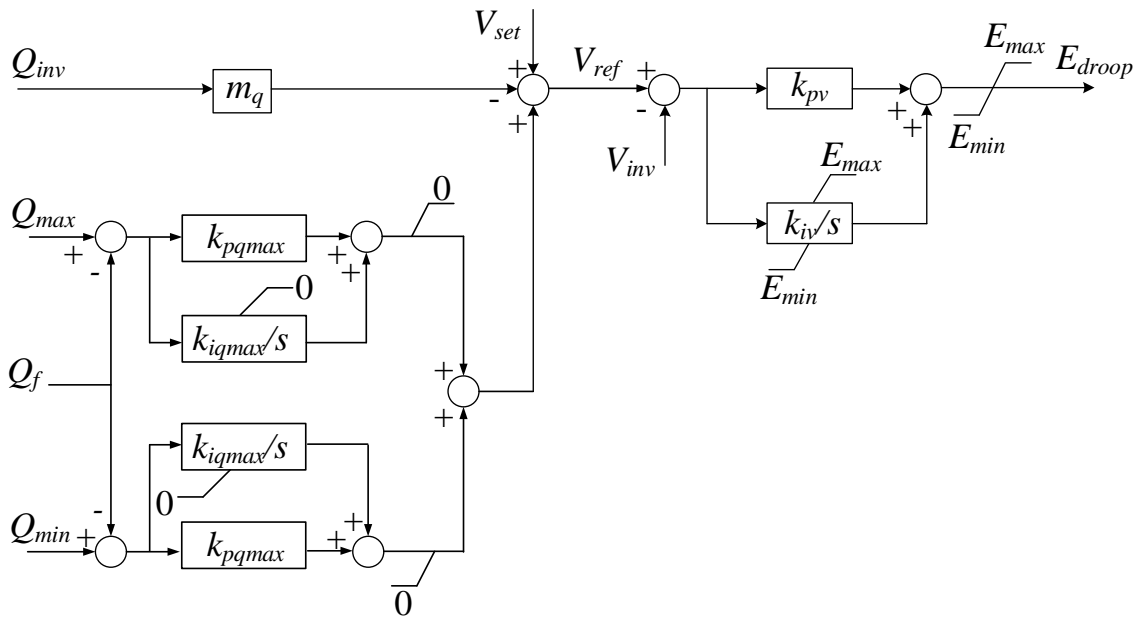 V_set
Q_inv
m_q
+
-
+
V_ref
+
-
V_inv
k_pv
+
+
E_max
E_droop
E_min
E_max
k_iv/s
E_min
Q_max
+
-
k_pqmax
+
+
0
0
k_iqmax/s
Q_f
+
+
k_iqmax/s
0
-
Q_min
+
k_pqmax
+
+
0